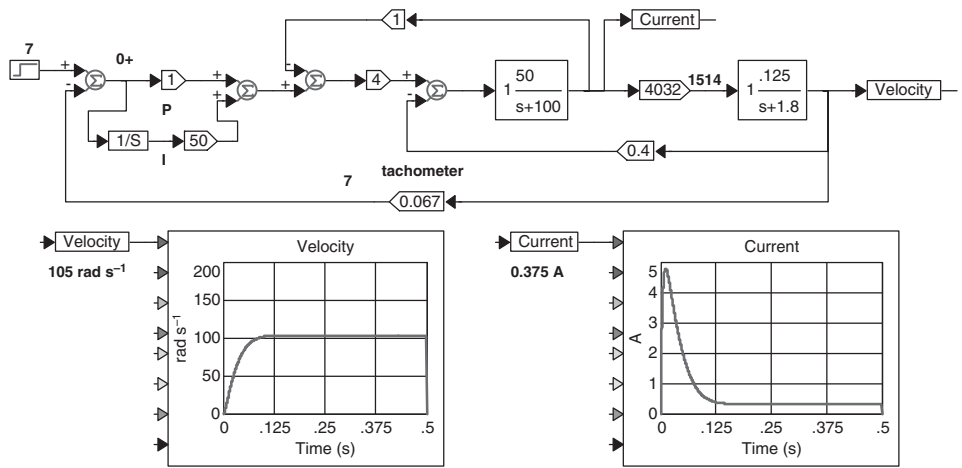 7
0+
1
P
1/S
I
50
1
Current
4
50
1
s+100
4032
1514
.125
1
s+1.8
Velocity
0.4
tachometer
7
0.067
+
-
Σ
+
+
Σ
-
+
Σ
+
-
Σ
Velocity
105 rad s⁻¹
Velocity
rad s⁻¹
200
150
100
50
0
0 .125 .25 .375 .5
Time (s)
Current
0.375 A
Current
A
5
4
3
2
1
0
0 .125 .25 .375 .5
Time (s)